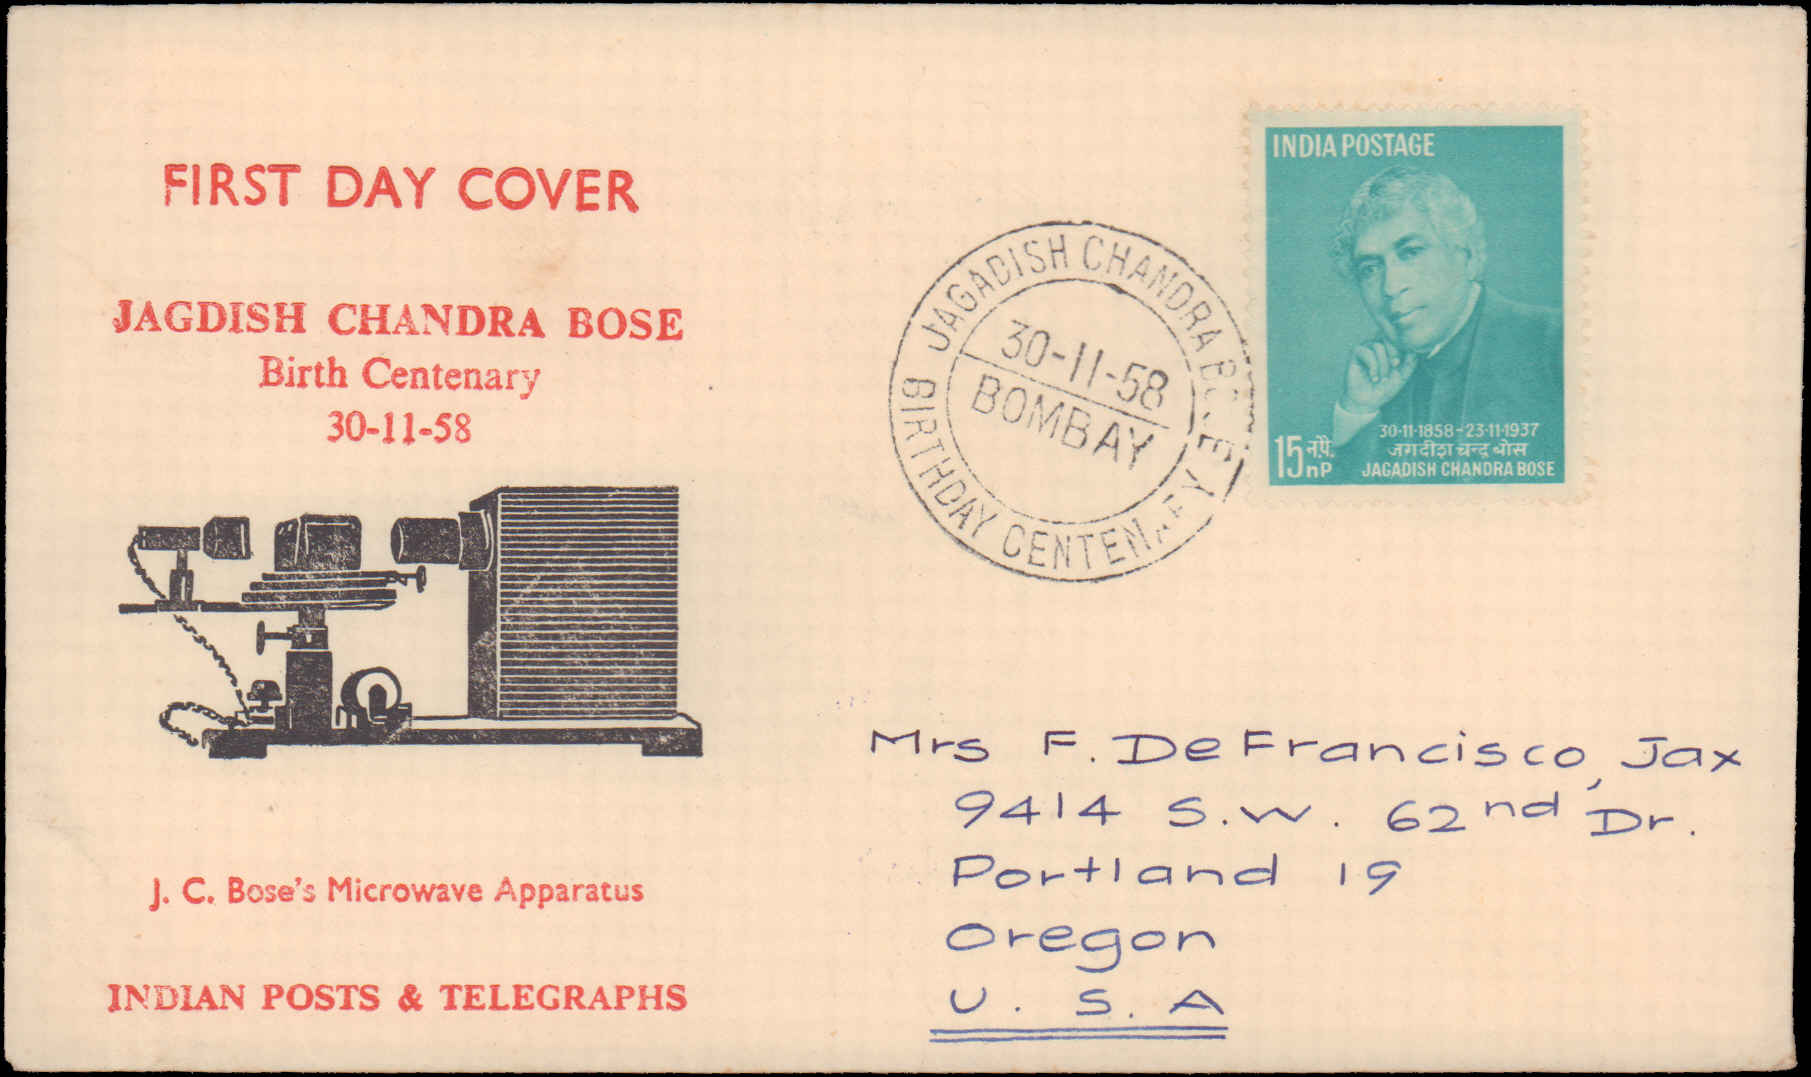 FIRST DAY COVER
JAGDISH CHANDRA BOSE
Birth Centenary
30-11-58
J. C. Bose's Microwave Apparatus
INDIAN POSTS & TELEGRAPHS
JAGADISH CHANDRA BOSE
30-11-58
BOMBAY
BIRTHDAY CENTENARY
INDIA POSTAGE
30·11·1858-23·11·1937
जगदीश चन्द्र बोस
JAGADISH CHANDRA BOSE
15 न.पै.
nP
Mrs F. DeFrancisco, Jax
9414 S.W. 62nd Dr.
Portland 19
Oregon
U. S. A